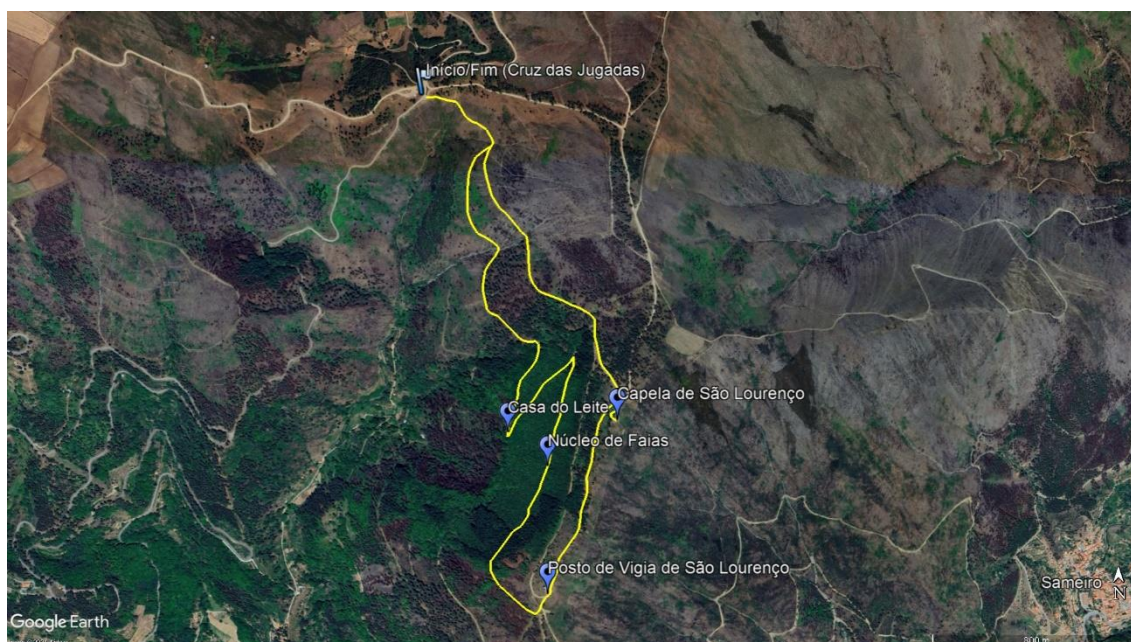 Início/Fim (Cruz das Jugadas)
Capela de São Lourenço
Casa do Leite
Núcleo de Faias
Posto de Vigia de São Lourenço
Sameiro
N
Google Earth